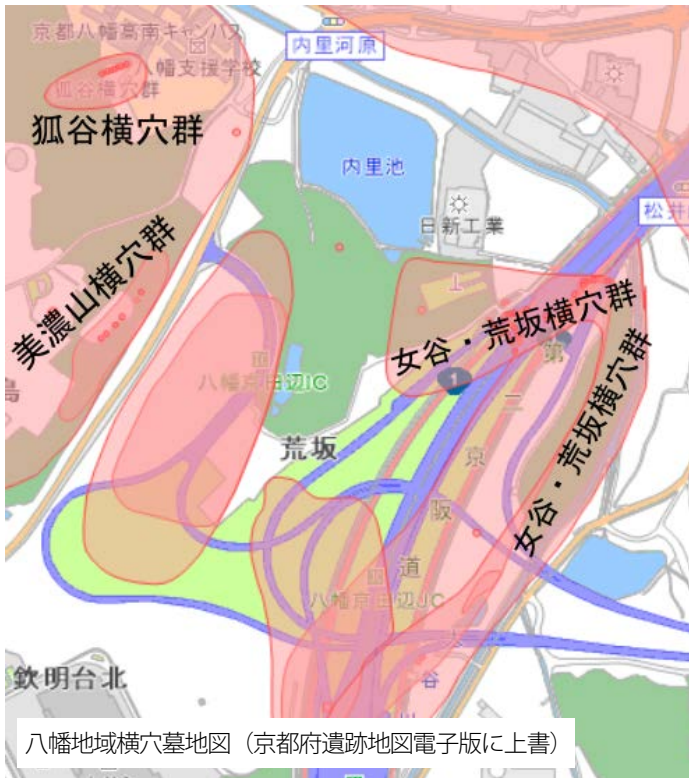 京都八幡高南キャンパス
八幡支援学校
狐谷横穴群
狐谷横穴群
内里河原
内里池
日新工業
松井
美濃山横穴群
女谷・荒坂横穴群
女谷・荒坂横穴群
八幡京田辺IC
荒坂
1
第二京阪道
八幡京田辺JC
谷
欽明台北
八幡地域横穴墓地図（京都府遺跡地図電子版に上書）